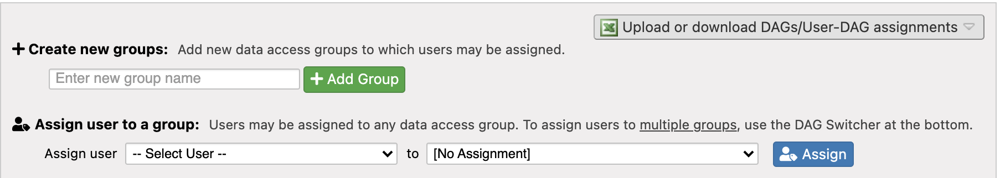 Upload or download DAGs/User-DAG assignments
Create new groups: Add new data access groups to which users may be assigned.
Enter new group name Add Group
Assign user to a group: Users may be assigned to any data access group. To assign users to multiple groups, use the DAG Switcher at the bottom.
Assign user -- Select User -- to [No Assignment] Assign